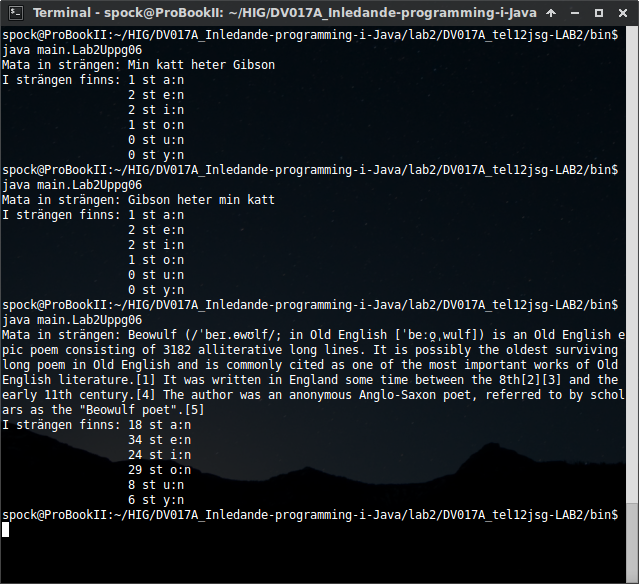 Terminal - spock@ProBookII: ~/HIG/DV017A_Inledande-programming-i-Java
spock@ProBookII:~/HIG/DV017A_Inledande-programming-i-Java/lab2/DV017A_tel12jsg-LAB2/bin$
java main.Lab2Uppg06
Mata in strängen: Min katt heter Gibson
I strängen finns: 1 st a:n
2 st e:n
2 st i:n
1 st o:n
0 st u:n
0 st y:n
spock@ProBookII:~/HIG/DV017A_Inledande-programming-i-Java/lab2/DV017A_tel12jsg-LAB2/bin$
java main.Lab2Uppg06
Mata in strängen: Gibson heter min katt
I strängen finns: 1 st a:n
2 st e:n
2 st i:n
1 st o:n
0 st u:n
0 st y:n
spock@ProBookII:~/HIG/DV017A_Inledande-programming-i-Java/lab2/DV017A_tel12jsg-LAB2/bin$
java main.Lab2Uppg06
Mata in strängen: Beowulf (/ˈbeɪ.ɵwʊlf/; in Old English [ˈbeːo̯ˌwulf]) is an Old English e
pic poem consisting of 3182 alliterative long lines. It is possibly the oldest surviving
long poem in Old English and is commonly cited as one of the most important works of Old
English literature.[1] It was written in England some time between the 8th[2][3] and the
early 11th century.[4] The author was an anonymous Anglo-Saxon poet, referred to by schol
ars as the "Beowulf poet".[5]
I strängen finns: 18 st a:n
34 st e:n
24 st i:n
29 st o:n
8 st u:n
6 st y:n
spock@ProBookII:~/HIG/DV017A_Inledande-programming-i-Java/lab2/DV017A_tel12jsg-LAB2/bin$